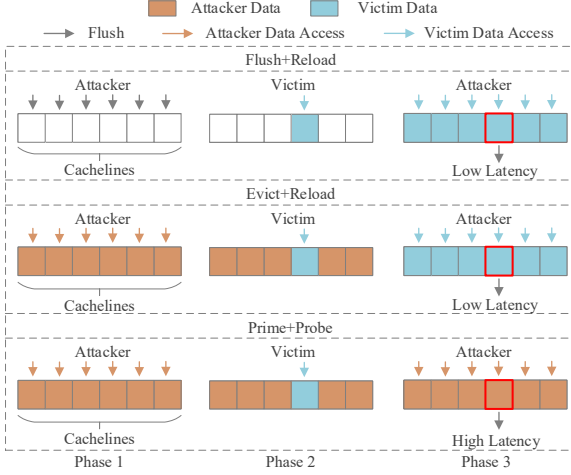 Attacker Data Victim Data
Flush Attacker Data Access Victim Data Access
Flush+Reload
Attacker Victim Attacker
Cachelines Low Latency
Evict+Reload
Attacker Victim Attacker
Cachelines Low Latency
Prime+Probe
Attacker Victim Attacker
Cachelines High Latency
Phase 1 Phase 2 Phase 3